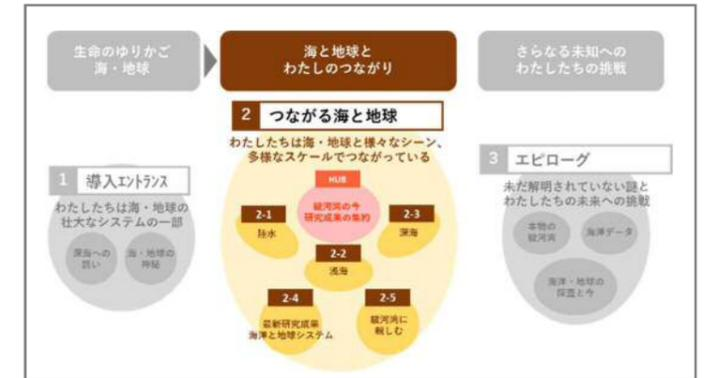 生命のゆりかご
海・地球
海と地球と
わたしのつながり
さらなる未知への
わたしたちの挑戦
1 導入エントランス
わたしたちは海・地球の
壮大なシステムの一部
深海への
誘い
海・地球の
神秘
2 つながる海と地球
わたしたちは海・地球と様々なシーン、
多様なスケールでつながっている
HUB
駿河湾の今
研究成果の集約
2-1
陸水
2-2
浅海
2-3
深海
2-4
最新研究成果
海洋と地球システム
2-5
駿河湾に
親しむ
3 エピローグ
未だ解明されていない謎と
わたしたちの未来への挑戦
本物の
駿河湾
海洋データ
海洋・地球の
探査と今